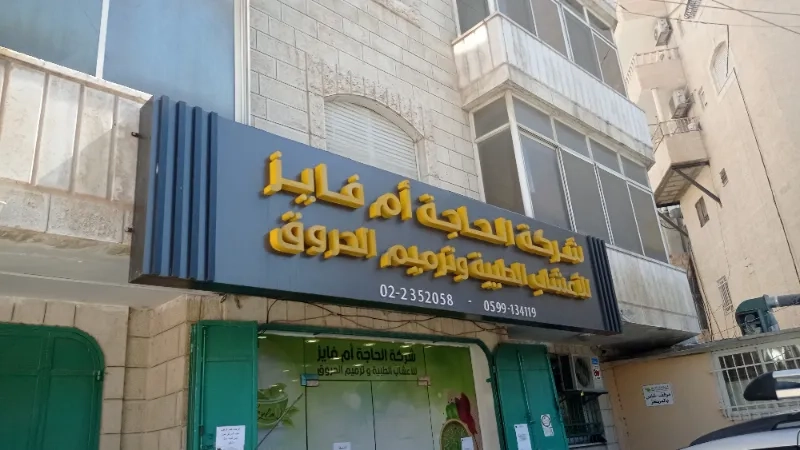 شركة الحاجة أم فايز
للأعشاب الطبية وترميم الحروق
02-2352058 - 0599-134119
شركة الحاجة أم فايز
للأعشاب الطبية و ترميم الحروق